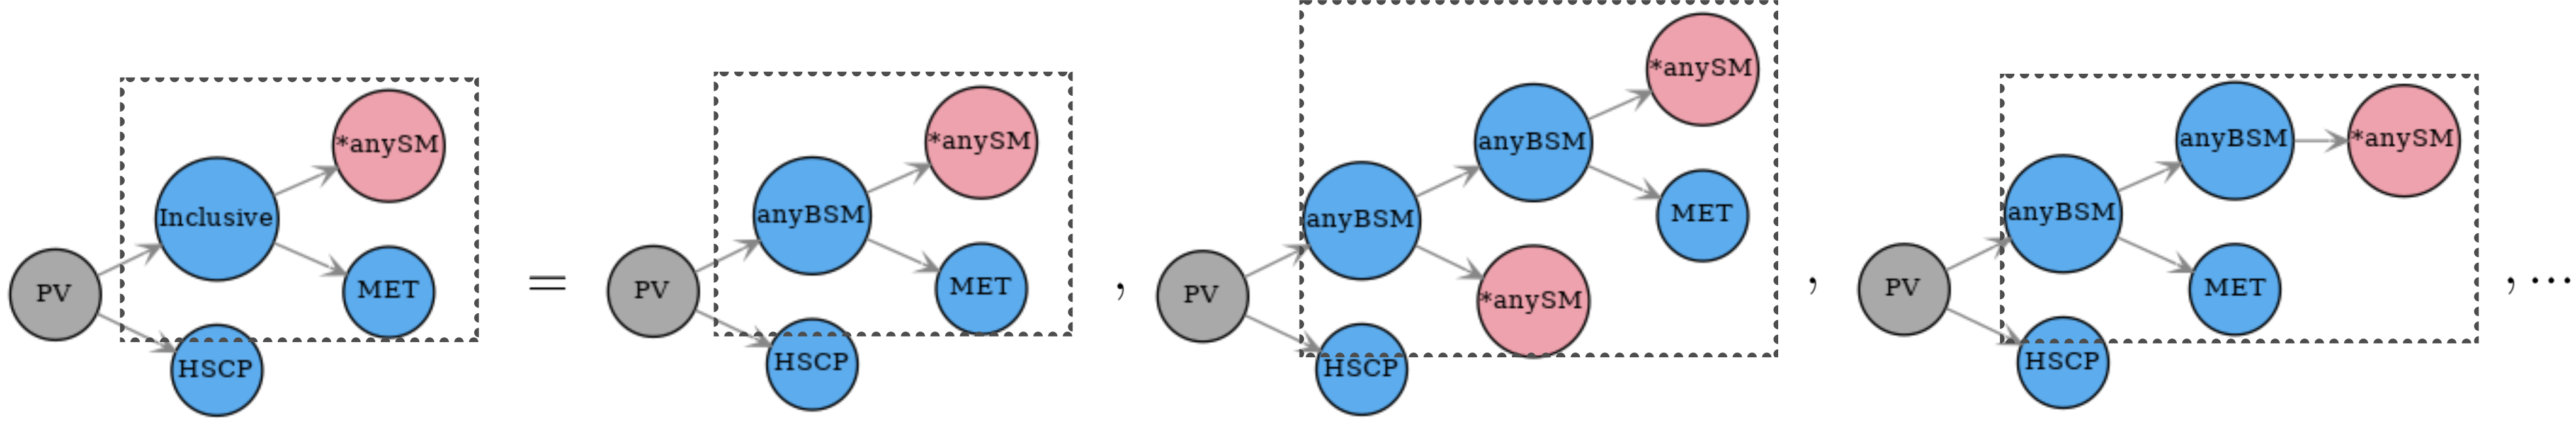 *anySM
Inclusive
MET
PV
HSCP
=
*anySM
anyBSM
MET
PV
HSCP
,
*anySM
anyBSM
anyBSM
MET
PV
*anySM
HSCP
,
anyBSM
*anySM
anyBSM
MET
PV
HSCP
, ...